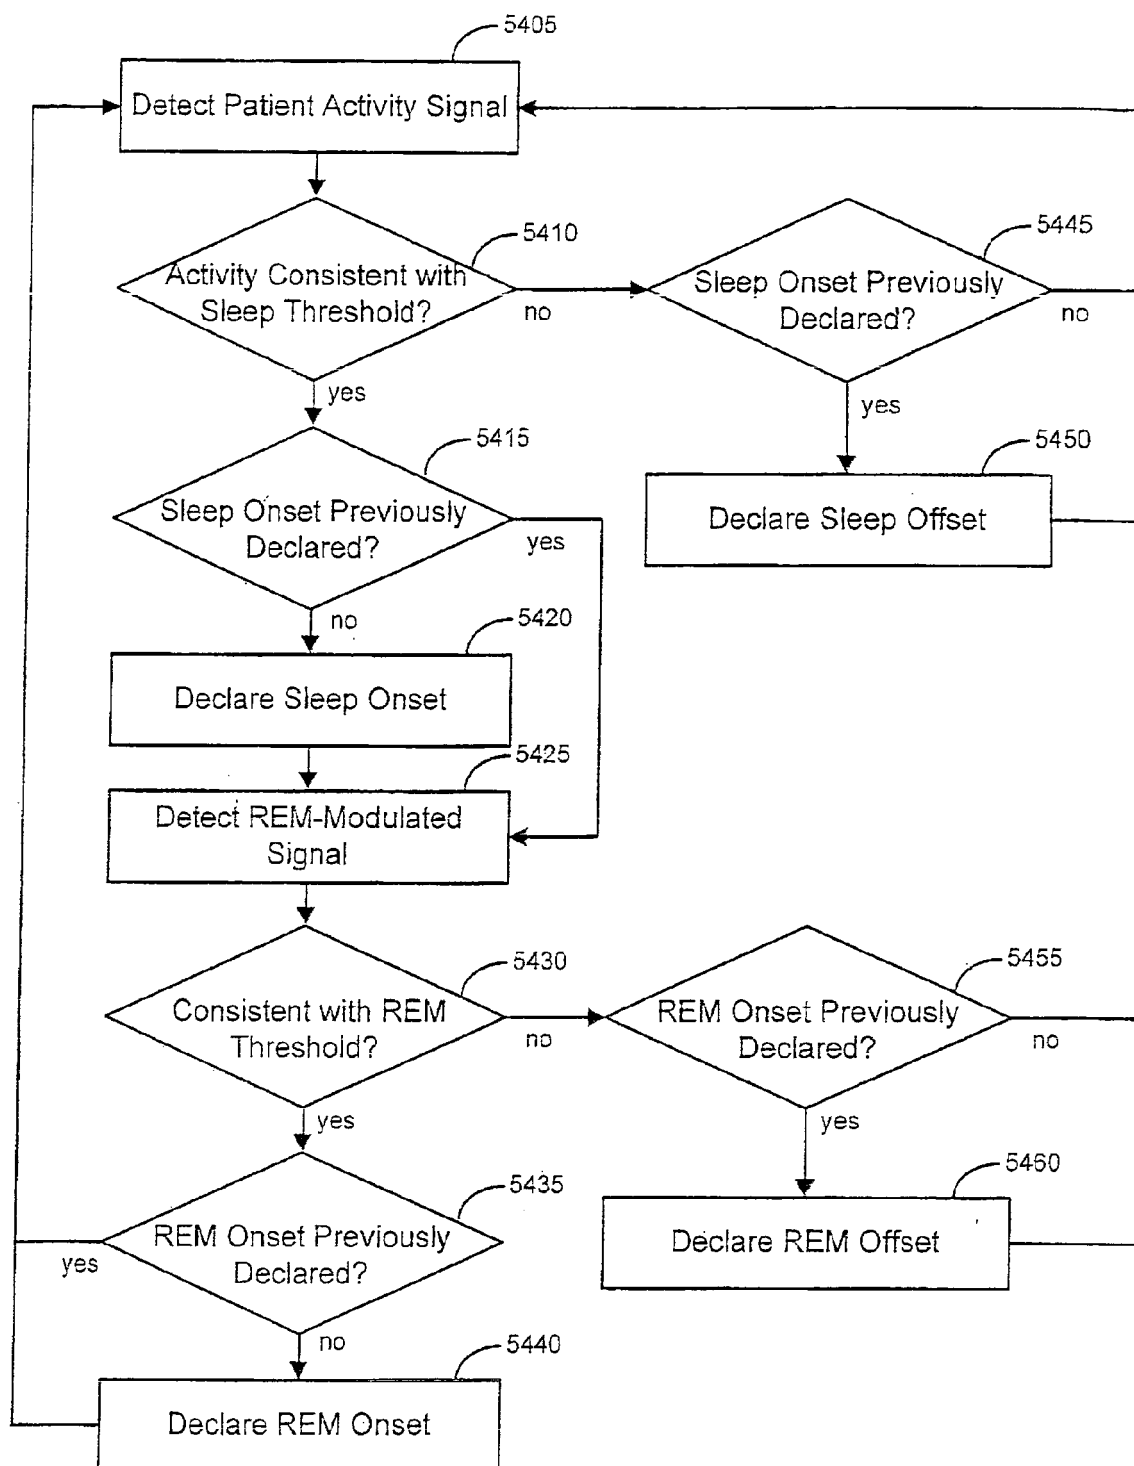 5405
Detect Patient Activity Signal
5410
Activity Consistent with
Sleep Threshold?
no
yes
5445
Sleep Onset Previously
Declared?
no
yes
5415
Sleep Onset Previously
Declared?
yes
no
5450
Declare Sleep Offset
5420
Declare Sleep Onset
5425
Detect REM-Modulated
Signal
5430
Consistent with REM
Threshold?
no
yes
5455
REM Onset Previously
Declared?
no
yes
5435
REM Onset Previously
Declared?
yes
no
5460
Declare REM Offset
5440
Declare REM Onset